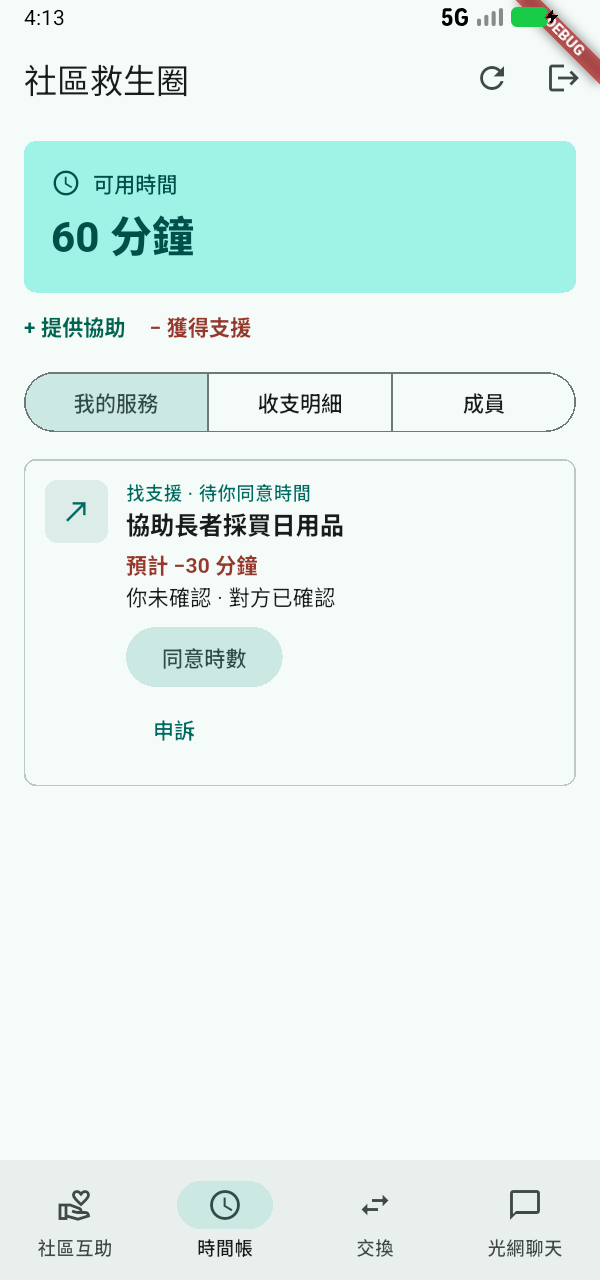 4:13
5G
DEBUG
社區救生圈
可用時間
60 分鐘
+ 提供協助 − 獲得支援
我的服務 收支明細 成員
找支援 · 待你同意時間
協助長者採買日用品
預計 −30 分鐘
你未確認 · 對方已確認
同意時數
申訴
社區互助 時間帳 交換 光網聊天